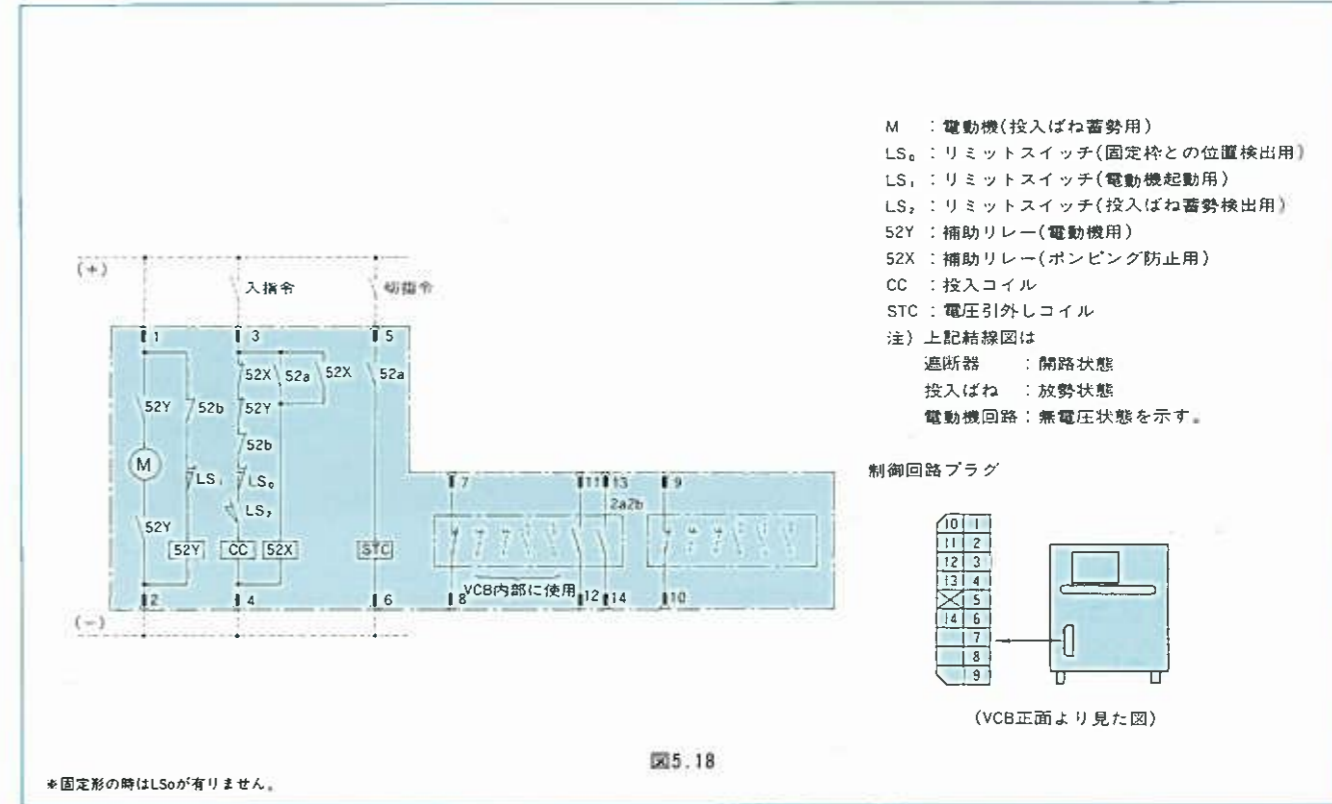 M : 電動機(投入ばね蓄勢用)
LS₀ : リミットスイッチ(固定枠との位置検出用)
LS₁ : リミットスイッチ(電動機起動用)
LS₂ : リミットスイッチ(投入ばね蓄勢検出用)
52Y : 補助リレー(電動機用)
52X : 補助リレー(ポンピング防止用)
CC : 投入コイル
STC : 電圧引外しコイル
注) 上記結線図は
遮断器 : 開路状態
投入ばね : 放勢状態
電動機回路 : 無電圧状態を示す。
(+)
入指令
切指令
1 3 5
52X 52a 52X 52a
52Y 52b 52Y
52b
M
LS₁ LS₀
LS₂
52Y
52Y CC 52X STC
7 11 13 9
2a2b
VCB内部に使用
2 4 6 8 12 14 10
(-)
制御回路プラグ
10 1
11 2
12 3
13 4
5
14 6
7
8
9
(VCB正面より見た図)
図5.18
*固定形の時はLSoが有りません。